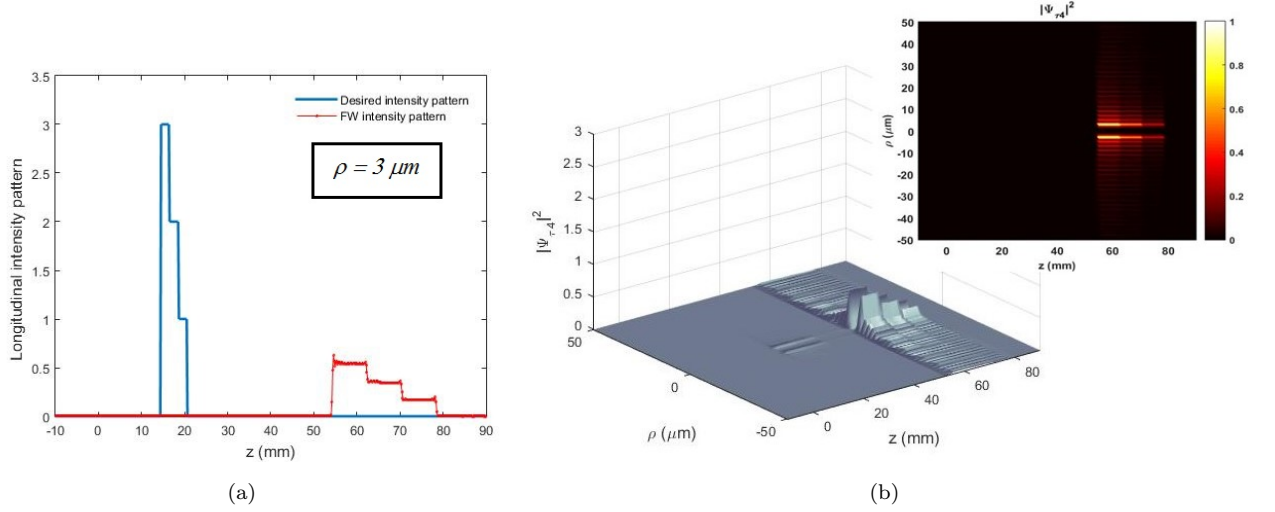 3.5
3
2.5
2
1.5
1
0.5
0
-10 0 10 20 30 40 50 60 70 80 90
Longitudinal intensity pattern
z (mm)
Desired intensity pattern
FW intensity pattern
ρ = 3 μm
(a)
3
2.5
2
1.5
1
0.5
0
|Ψ_τ4|²
50
0
-50
ρ (μm)
0
20
40
60
80
z (mm)
|Ψ_τ4|²
50
40
30
20
10
0
-10
-20
-30
-40
-50
ρ (μm)
0 20 40 60 80
z (mm)
1
0.8
0.6
0.4
0.2
0
(b)